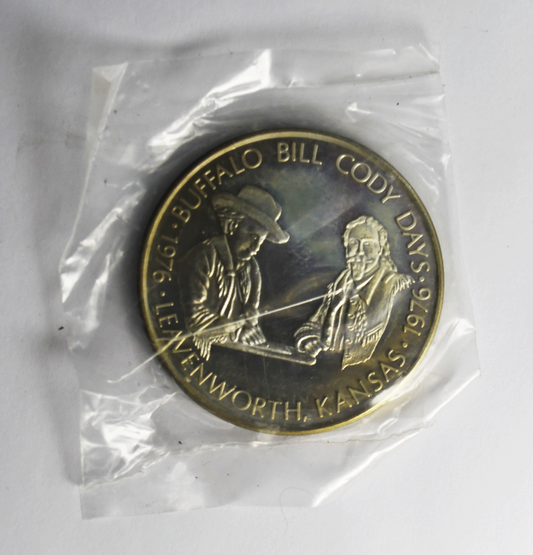 BUFFALO BILL CODY DAYS · 1976 ·
LEAVENWORTH, KANSAS · 1976 ·